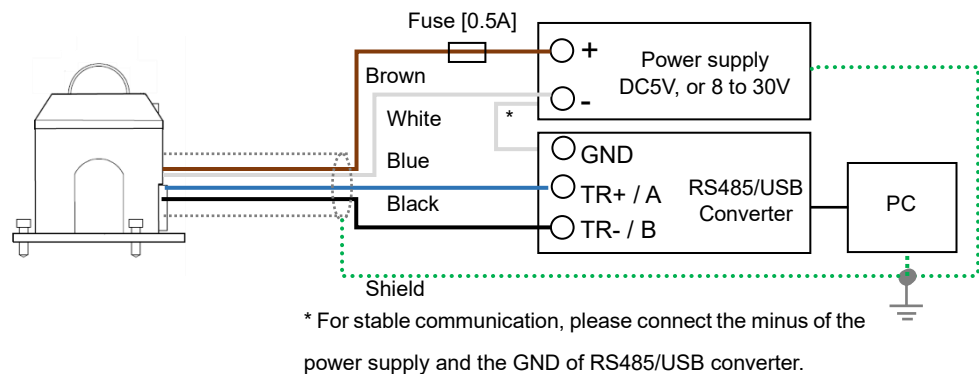 Fuse [0.5A]
+
Power supply
DC5V, or 8 to 30V
Brown
-
White
*
Blue
GND
TR+ / A
RS485/USB
Converter
PC
Black
TR- / B
Shield
* For stable communication, please connect the minus of the
power supply and the GND of RS485/USB converter.